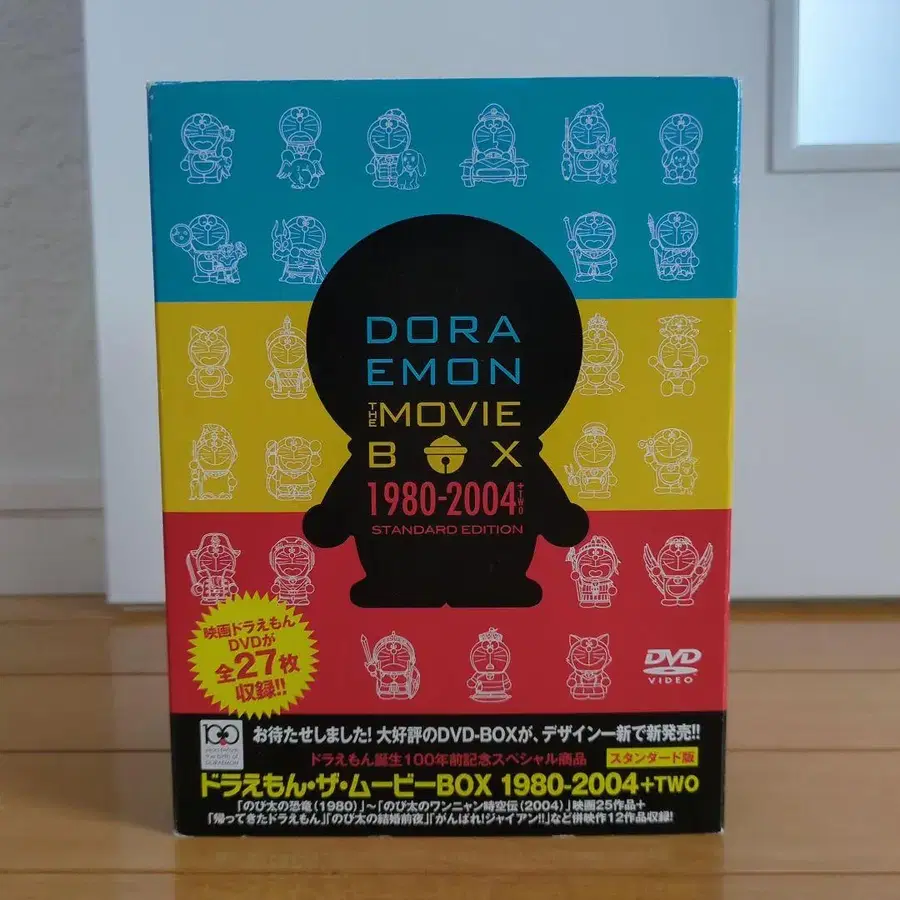 DORA
EMON
THE MOVIE
BOX
1980-2004 +TWO
STANDARD EDITION
映画ドラえもん
DVDが
全27枚
収録!!
DVD
VIDEO
100
お待たせしました!大好評のDVD-BOXが、デザイン一新で新発売!!
ドラえもん誕生100年前記念スペシャル商品 スタンダード版
ドラえもん・ザ・ムービーBOX 1980-2004+TWO
「のび太の恐竜(1980)」~「のび太のワンニャン時空伝(2004)」映画25作品+
「帰ってきたドラえもん」「のび太の結婚前夜」「がんばれ!ジャイアン!!」など併映作12作品収録!